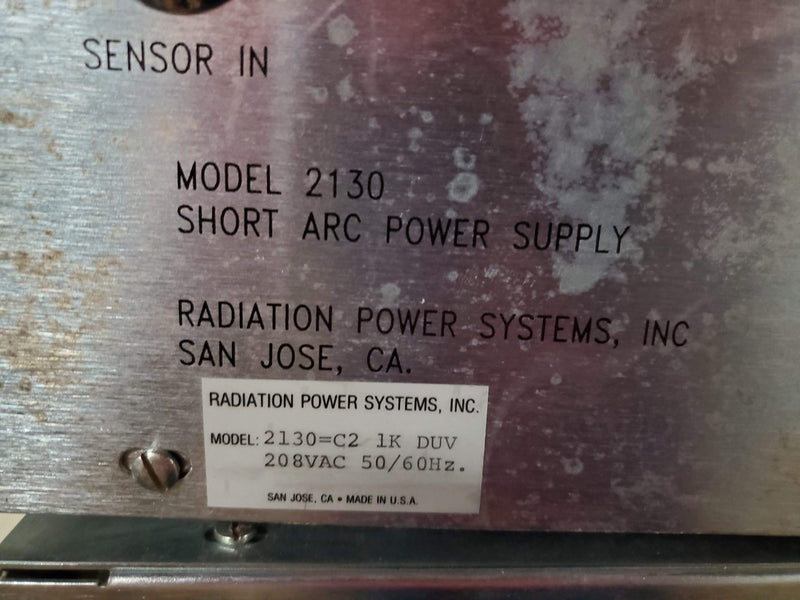 SENSOR IN
MODEL 2130
SHORT ARC POWER SUPPLY
RADIATION POWER SYSTEMS, INC
SAN JOSE, CA.
RADIATION POWER SYSTEMS, INC.
MODEL: 2130=C2 1K DUV
208VAC 50/60Hz.
SAN JOSE, CA • MADE IN U.S.A.